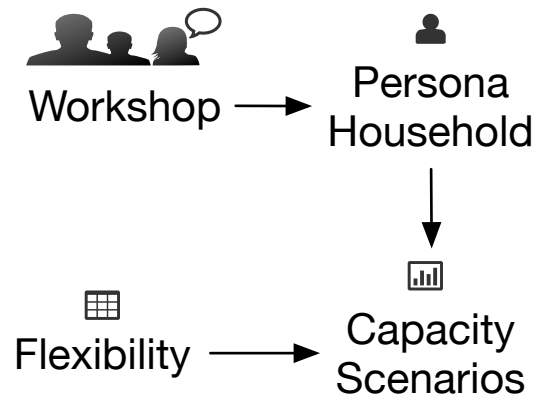 Workshop
Persona
Household
Flexibility
Capacity
Scenarios